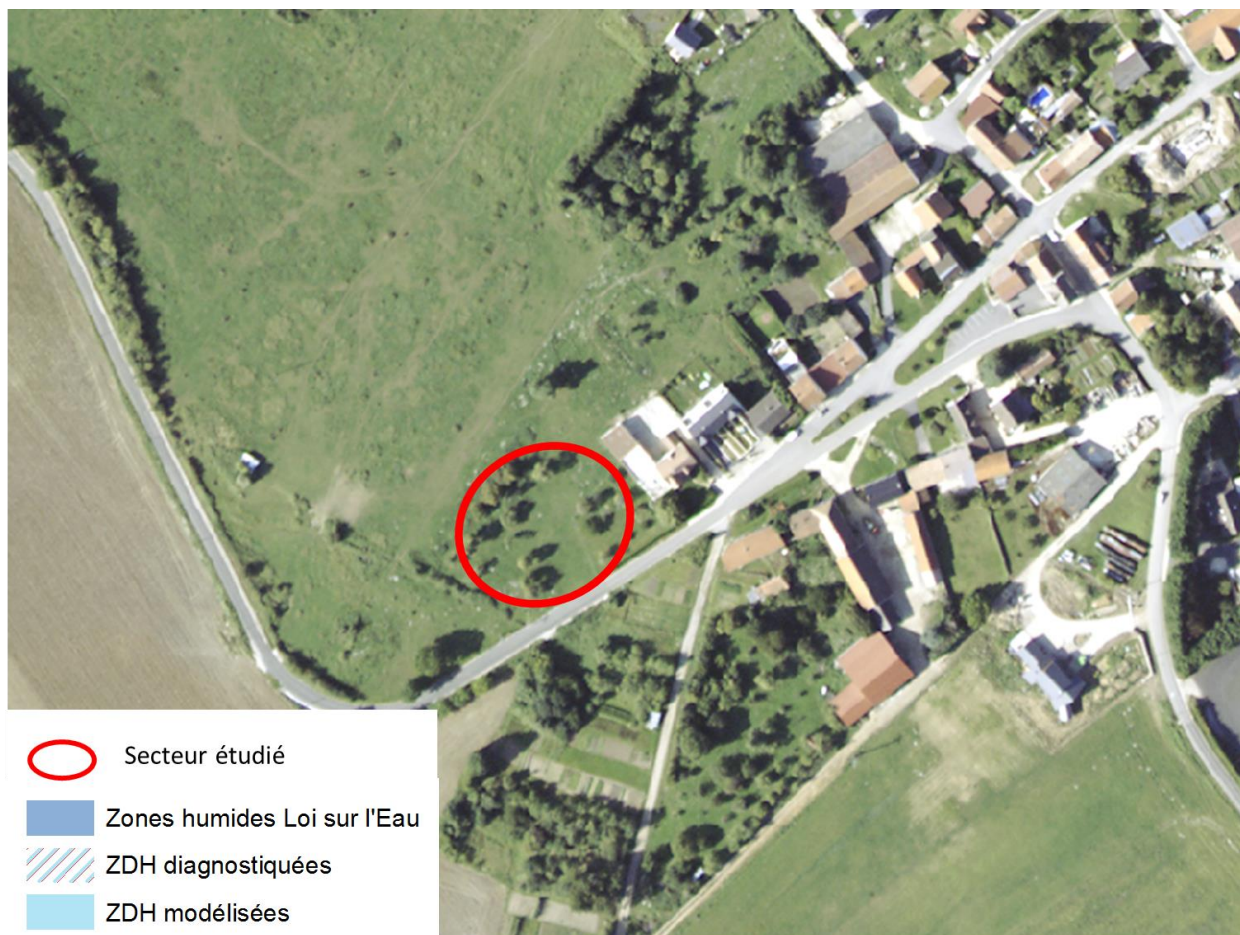 Secteur étudié
Zones humides Loi sur l'Eau
ZDH diagnostiquées
ZDH modélisées